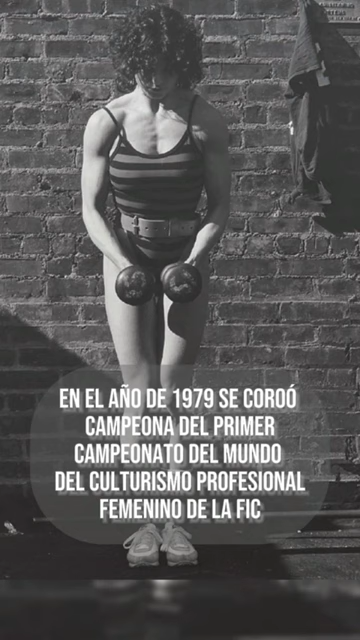 EN EL AÑO DE 1979 SE COROÓ
CAMPEONA DEL PRIMER
CAMPEONATO DEL MUNDO
DEL CULTURISMO PROFESIONAL
FEMENINO DE LA FIC